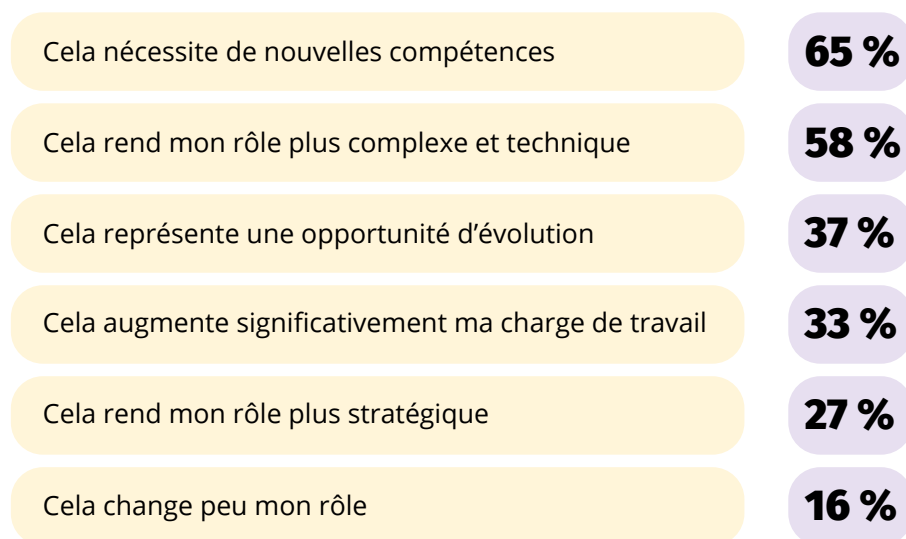 Cela nécessite de nouvelles compétences 65 %
Cela rend mon rôle plus complexe et technique 58 %
Cela représente une opportunité d’évolution 37 %
Cela augmente significativement ma charge de travail 33 %
Cela rend mon rôle plus stratégique 27 %
Cela change peu mon rôle 16 %